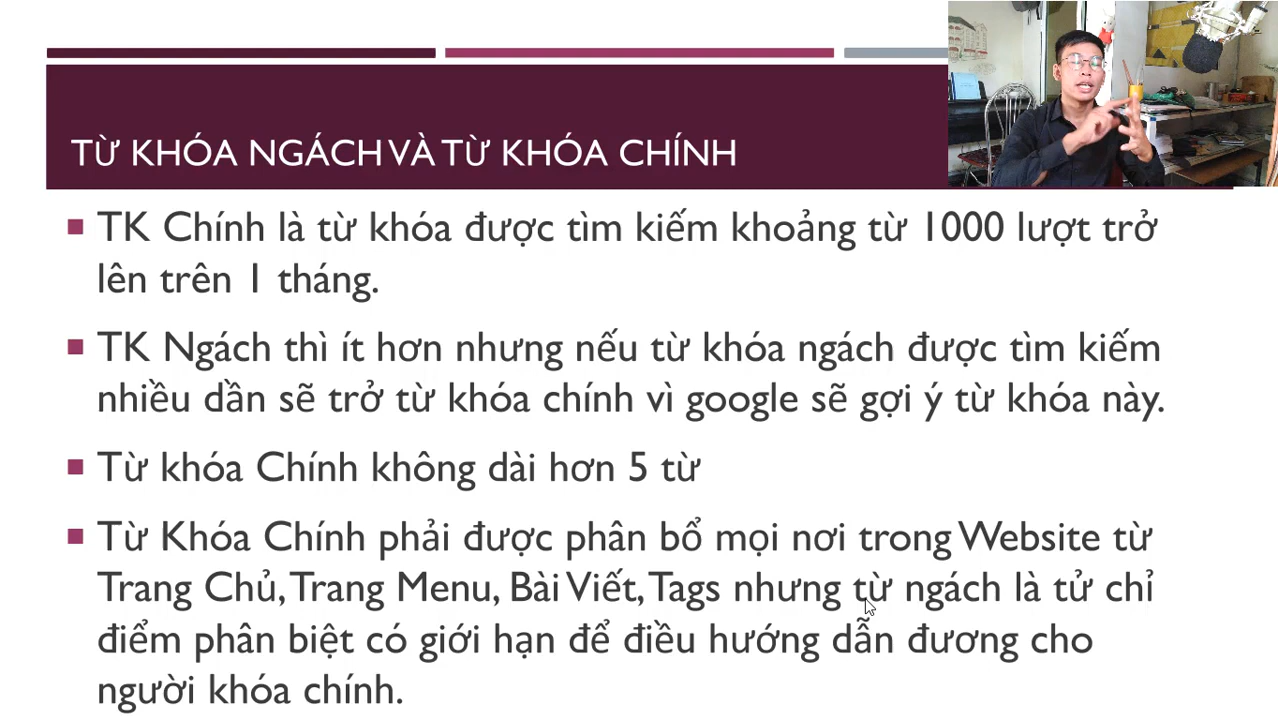 TỪ KHÓA NGÁCH VÀ TỪ KHÓA CHÍNH
TK Chính là từ khóa được tìm kiếm khoảng từ 1000 lượt trở
lên trên 1 tháng.
TK Ngách thì ít hơn nhưng nếu từ khóa ngách được tìm kiếm
nhiều dần sẽ trở từ khóa chính vì google sẽ gợi ý từ khóa này.
Từ khóa Chính không dài hơn 5 từ
Từ Khóa Chính phải được phân bổ mọi nơi trong Website từ
Trang Chủ, Trang Menu, Bài Viết, Tags nhưng từ ngách là tử chỉ
điểm phân biệt có giới hạn để điều hướng dẫn đương cho
người khóa chính.